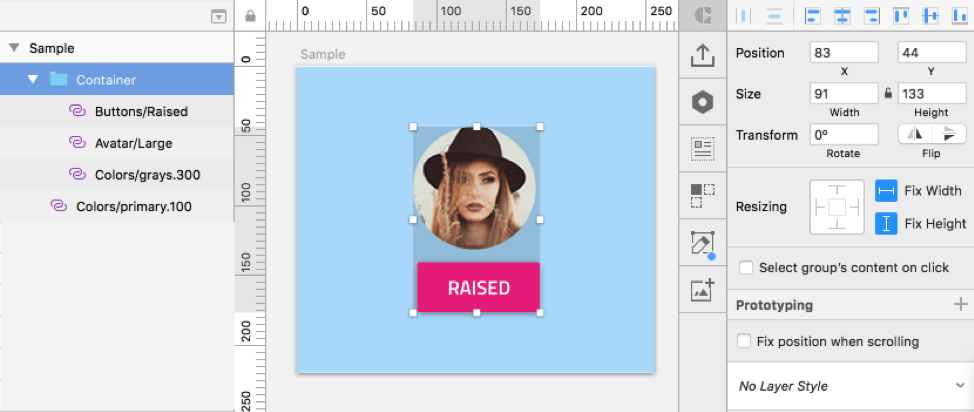 Sample
Container
Buttons/Raised
Avatar/Large
Colors/grays.300
Colors/primary.100
0 50 100 150 200 250
0
50
100
150
200
250
Sample
RAISED
Position 83 44
X Y
Size 91 133
Width Height
Transform 0º
Rotate Flip
Resizing
Fix Width
Fix Height
Select group's content on click
Prototyping
Fix position when scrolling
No Layer Style